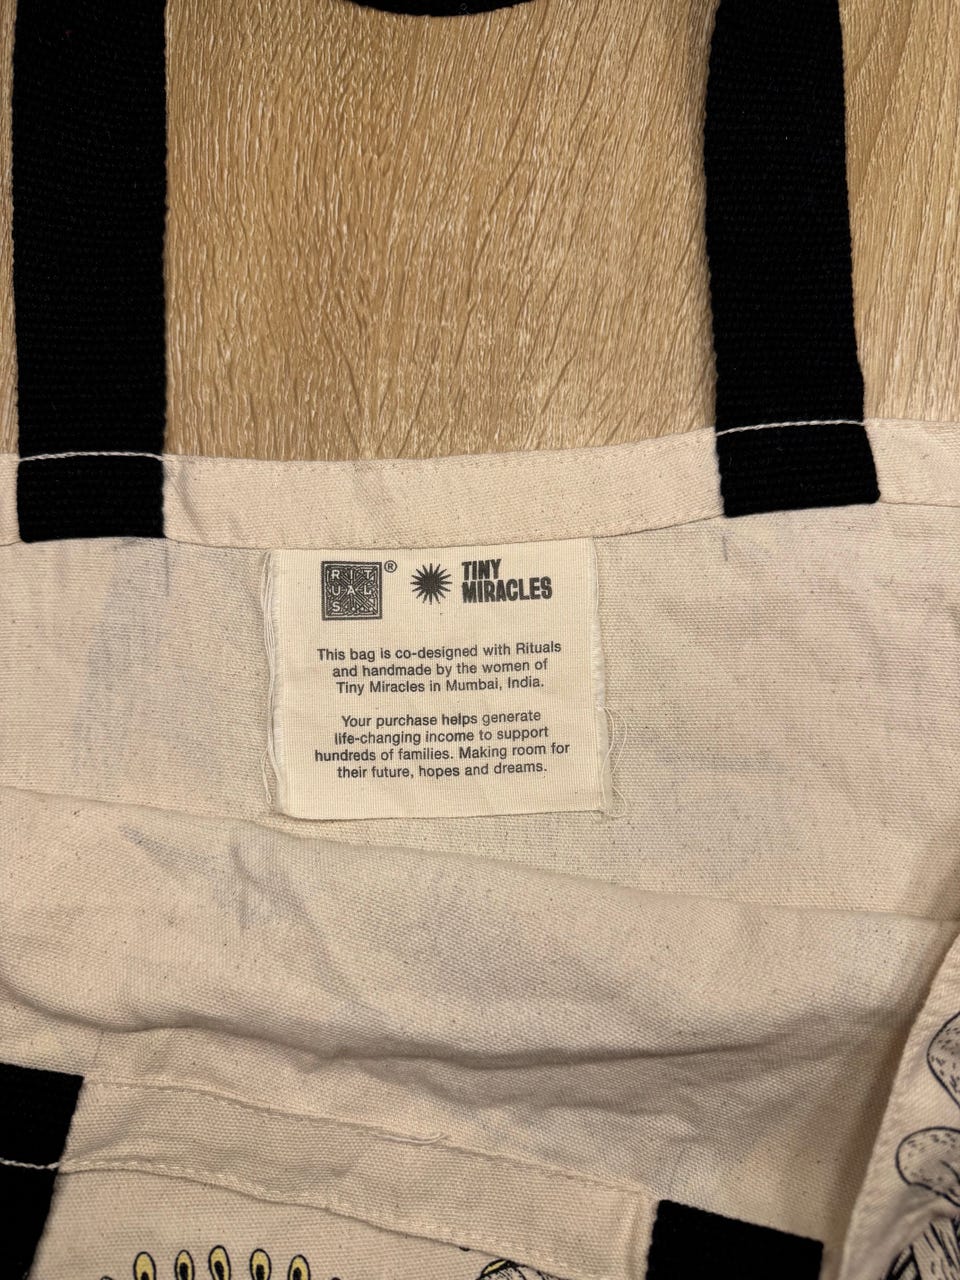 RITUALS ®
TINY
MIRACLES
This bag is co-designed with Rituals
and handmade by the women of
Tiny Miracles in Mumbai, India.
Your purchase helps generate
life-changing income to support
hundreds of families. Making room for
their future, hopes and dreams.